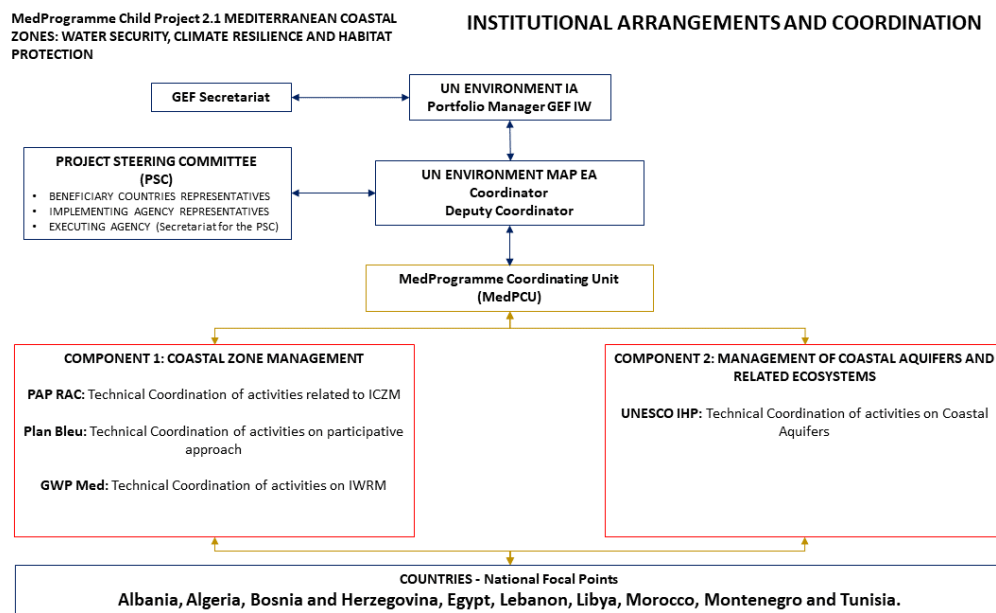 MedProgramme Child Project 2.1 MEDITERRANEAN COASTAL
ZONES: WATER SECURITY, CLIMATE RESILIENCE AND HABITAT
PROTECTION
INSTITUTIONAL ARRANGEMENTS AND COORDINATION
GEF Secretariat
UN ENVIRONMENT IA
Portfolio Manager GEF IW
PROJECT STEERING COMMITTEE
(PSC)
• BENEFICIARY COUNTRIES REPRESENTATIVES
• IMPLEMENTING AGENCY REPRESENTATIVES
• EXECUTING AGENCY (Secretariat for the PSC)
UN ENVIRONMENT MAP EA
Coordinator
Deputy Coordinator
MedProgramme Coordinating Unit
(MedPCU)
COMPONENT 1: COASTAL ZONE MANAGEMENT
PAP RAC: Technical Coordination of activities related to ICZM
Plan Bleu: Technical Coordination of activities on participative
approach
GWP Med: Technical Coordination of activities on IWRM
COMPONENT 2: MANAGEMENT OF COASTAL AQUIFERS AND
RELATED ECOSYSTEMS
UNESCO IHP: Technical Coordination of activities on Coastal
Aquifers
COUNTRIES - National Focal Points
Albania, Algeria, Bosnia and Herzegovina, Egypt, Lebanon, Libya, Morocco, Montenegro and Tunisia.